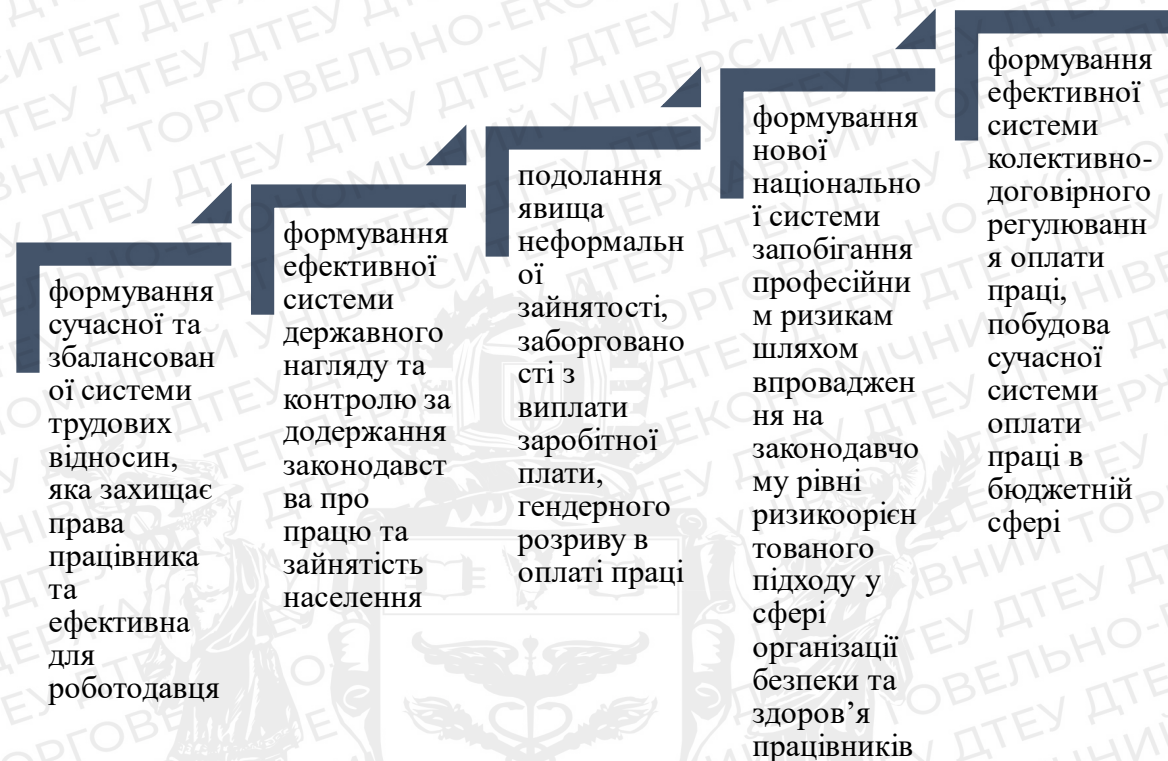 формування
сучасної та
збалансован
ої системи
трудових
відносин,
яка захищає
права
працівника
та
ефективна
для
роботодавця
формування
ефективної
системи
державного
нагляду та
контролю за
додержання
законодавст
ва про
працю та
зайнятість
населення
подолання
явища
неформальн
ої
зайнятості,
заборговано
сті з
виплати
заробітної
плати,
гендерного
розриву в
оплаті праці
формування
нової
національно
ї системи
запобігання
професійни
м ризикам
шляхом
впроваджен
ня на
законодавчо
му рівні
ризикоорієн
тованого
підходу у
сфері
організації
безпеки та
здоров’я
працівників
формування
ефективної
системи
колективно-
договірного
регулюванн
я оплати
праці,
побудова
сучасної
системи
оплати
праці в
бюджетній
сфері